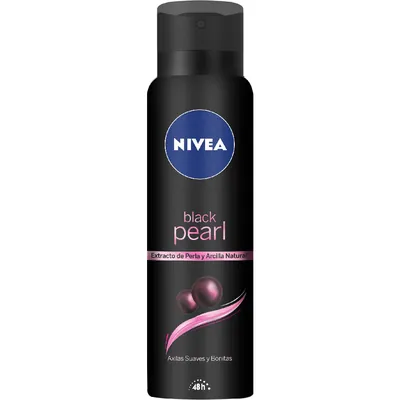 NIVEA
black
pearl
Extracto de Perla y Arcilla Natural
Axilas Suaves y Bonitas
48h